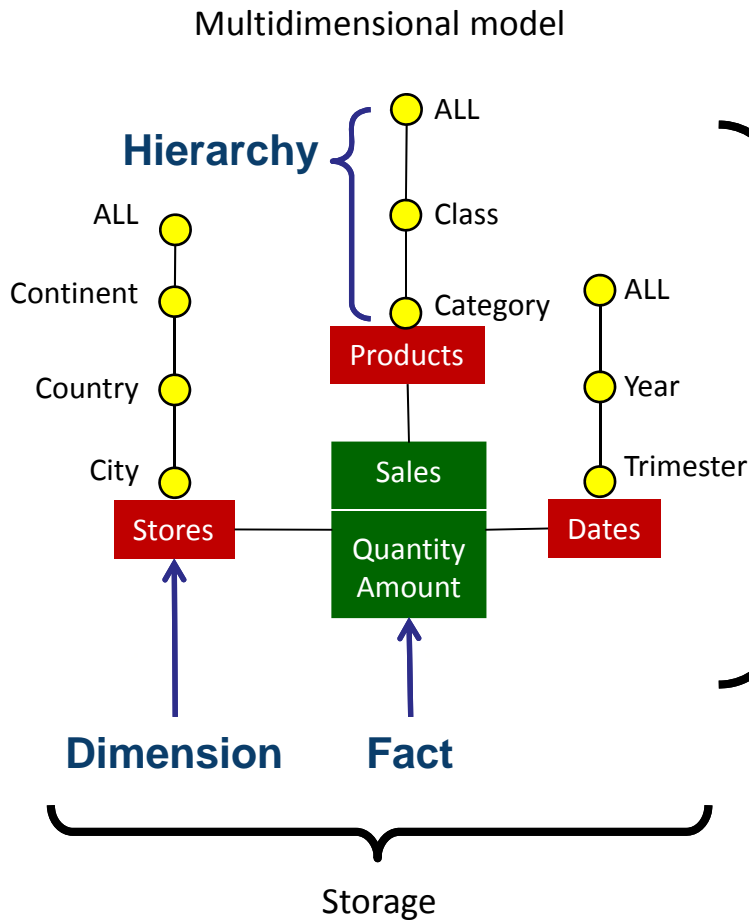 Multidimensional model
ALL
Hierarchy
ALL
Class
Continent
ALL
Category
Products
Country
Year
City
Sales
Trimester
Stores
Quantity
Amount
Dates
Dimension
Fact
Storage